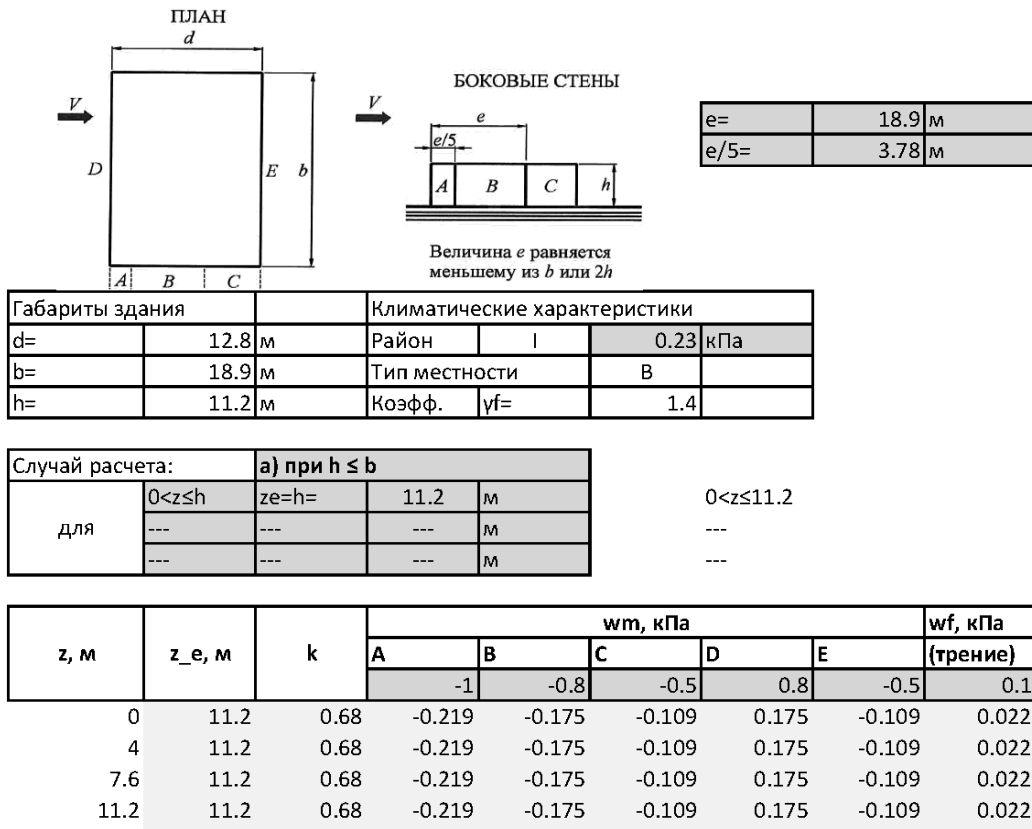 ПЛАН
d
V
D
E
b
A
B
C
БОКОВЫЕ СТЕНЫ
V
e
e/5
A
B
C
h
Величина e равняется
меньшему из b или 2h
e= 18.9 м
e/5= 3.78 м
Габариты здания Климатические характеристики
d= 12.8 м Район I 0.23 кПа
b= 18.9 м Тип местности B
h= 11.2 м Коэфф. γf= 1.4
Случай расчета: а) при h ≤ b
для
0<z≤h ze=h= 11.2 м 0<z≤11.2
--- --- --- м ---
--- --- --- м ---
z, м z_e, м k wm, кПа wf, кПа
A B C D E (трение)
-1 -0.8 -0.5 0.8 -0.5 0.1
0 11.2 0.68 -0.219 -0.175 -0.109 0.175 -0.109 0.022
4 11.2 0.68 -0.219 -0.175 -0.109 0.175 -0.109 0.022
7.6 11.2 0.68 -0.219 -0.175 -0.109 0.175 -0.109 0.022
11.2 11.2 0.68 -0.219 -0.175 -0.109 0.175 -0.109 0.022